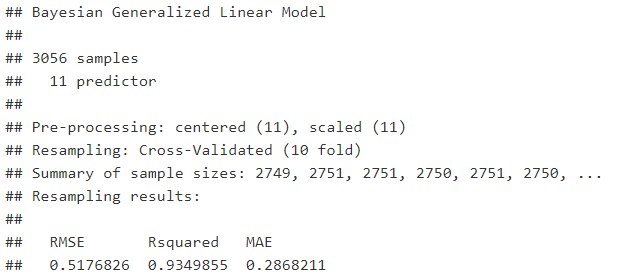 ## Bayesian Generalized Linear Model
##
## 3056 samples
##   11 predictor
##
## Pre-processing: centered (11), scaled (11)
## Resampling: Cross-Validated (10 fold)
## Summary of sample sizes: 2749, 2751, 2751, 2750, 2751, 2750, ...
## Resampling results:
##
##   RMSE       Rsquared   MAE
##   0.5176826  0.9349855  0.2868211